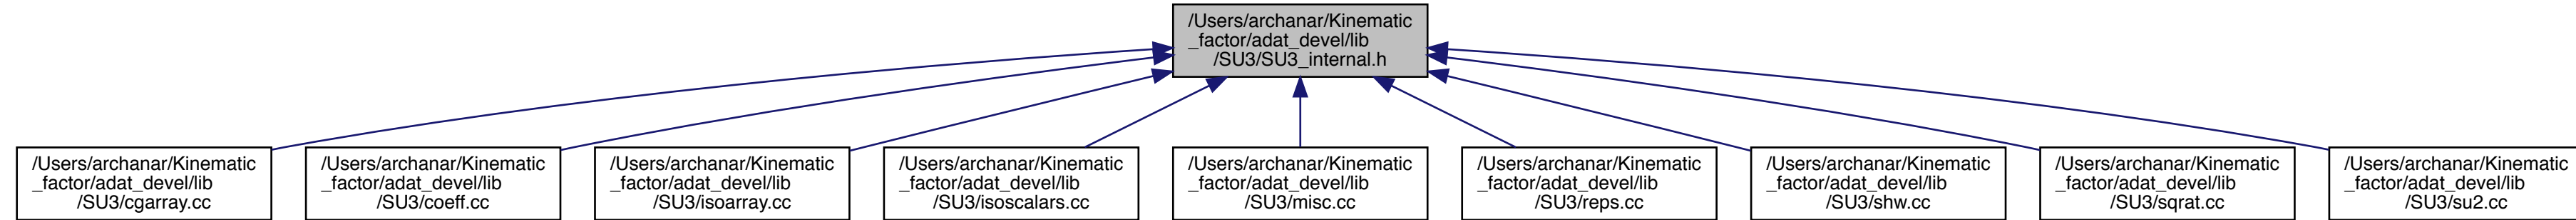 /Users/archanar/Kinematic
_factor/adat_devel/lib
/SU3/SU3_internal.h
/Users/archanar/Kinematic
_factor/adat_devel/lib
/SU3/cgarray.cc
/Users/archanar/Kinematic
_factor/adat_devel/lib
/SU3/coeff.cc
/Users/archanar/Kinematic
_factor/adat_devel/lib
/SU3/isoarray.cc
/Users/archanar/Kinematic
_factor/adat_devel/lib
/SU3/isoscalars.cc
/Users/archanar/Kinematic
_factor/adat_devel/lib
/SU3/misc.cc
/Users/archanar/Kinematic
_factor/adat_devel/lib
/SU3/reps.cc
/Users/archanar/Kinematic
_factor/adat_devel/lib
/SU3/shw.cc
/Users/archanar/Kinematic
_factor/adat_devel/lib
/SU3/sqrat.cc
/Users/archanar/Kinematic
_factor/adat_devel/lib
/SU3/su2.cc